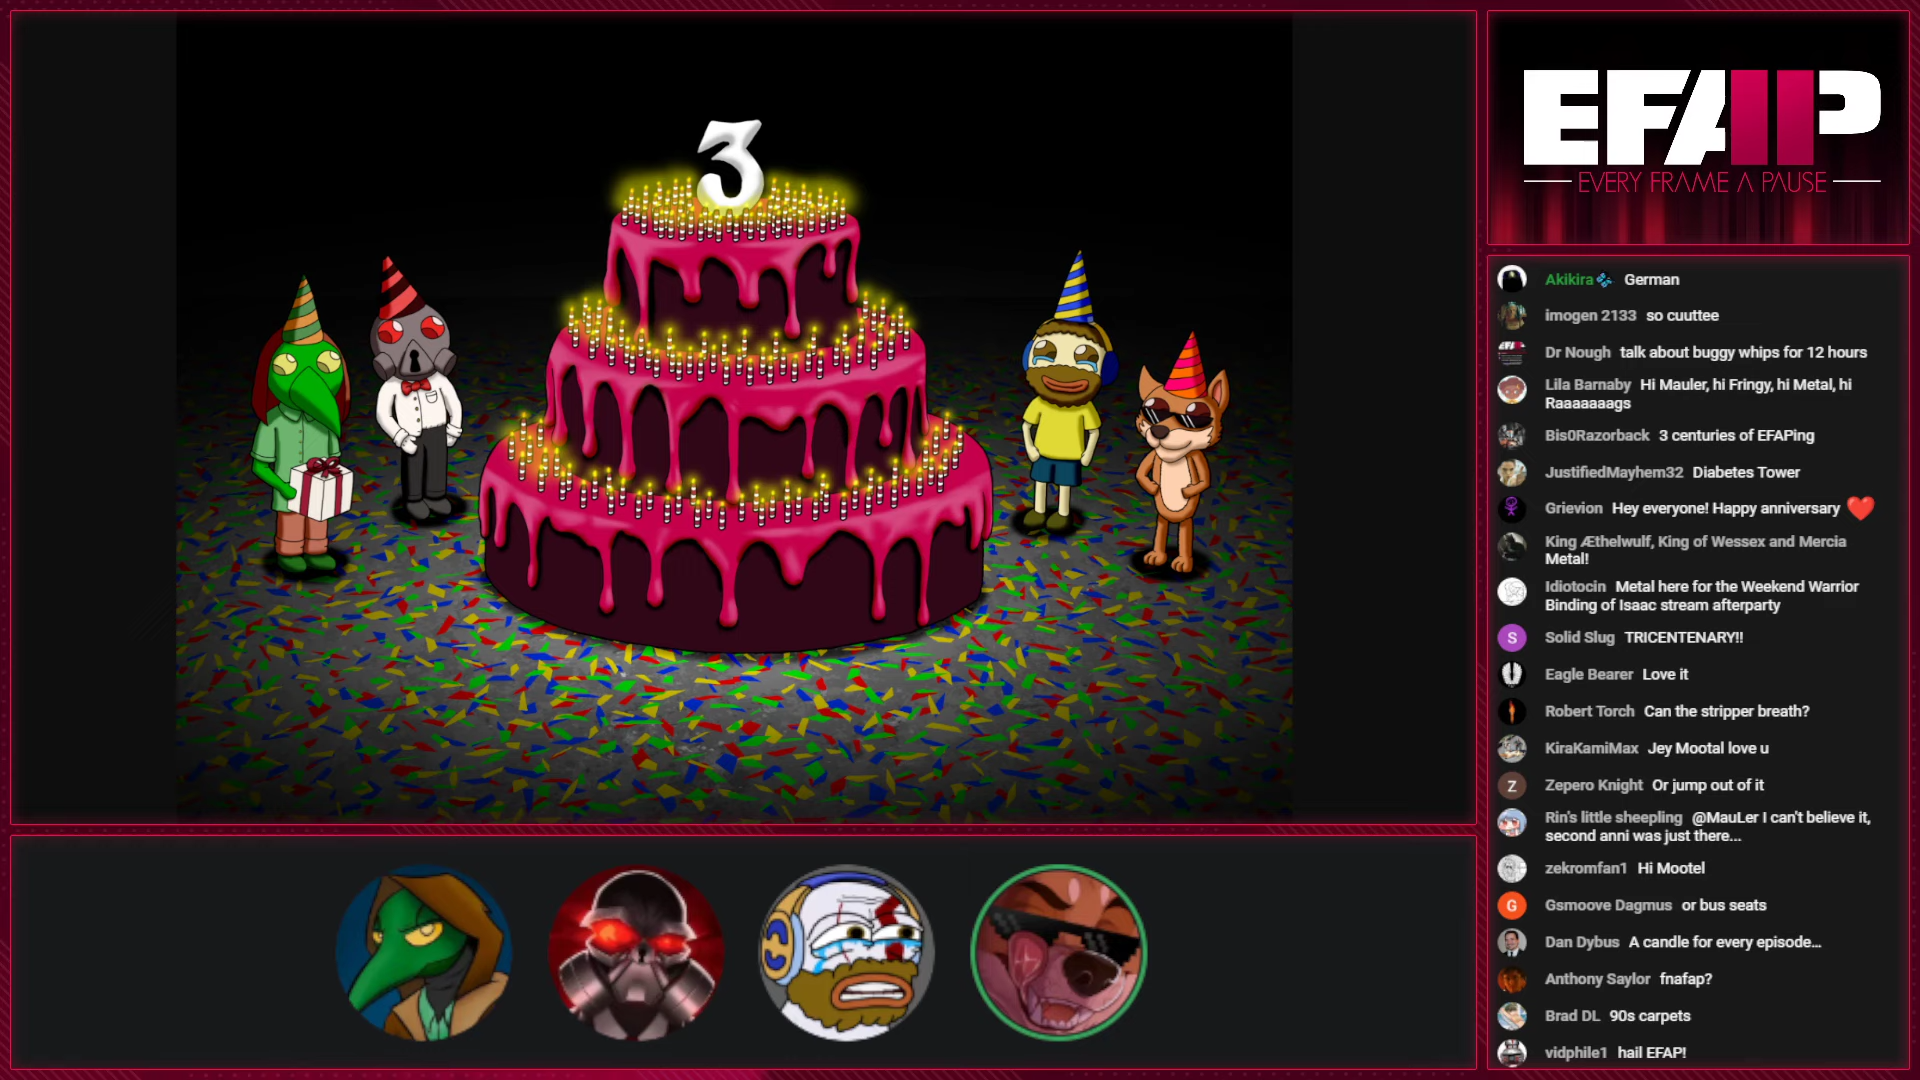 3
EFAP
EVERY FRAME A PAUSE
Akikira German
imogen 2133 so cuuttee
Dr Nough talk about buggy whips for 12 hours
Lila Barnaby Hi Mauler, hi Fringy, hi Metal, hi
Raaaaaaags
Bis0Razorback 3 centuries of EFAPing
JustifiedMayhem32 Diabetes Tower
Grievion Hey everyone! Happy anniversary ❤️
King Æthelwulf, King of Wessex and Mercia
Metal!
Idiotocin Metal here for the Weekend Warrior
Binding of Isaac stream afterparty
S Solid Slug TRICENTENARY!!
Eagle Bearer Love it
Robert Torch Can the stripper breath?
KiraKamiMax Jey Mootal love u
Z Zepero Knight Or jump out of it
Rin's little sheepling @MauLer I can't believe it,
second anni was just there...
zekromfan1 Hi Mootel
G Gsmoove Dagmus or bus seats
Dan Dybus A candle for every episode...
Anthony Saylor fnafap?
Brad DL 90s carpets
vidphile1 hail EFAP!